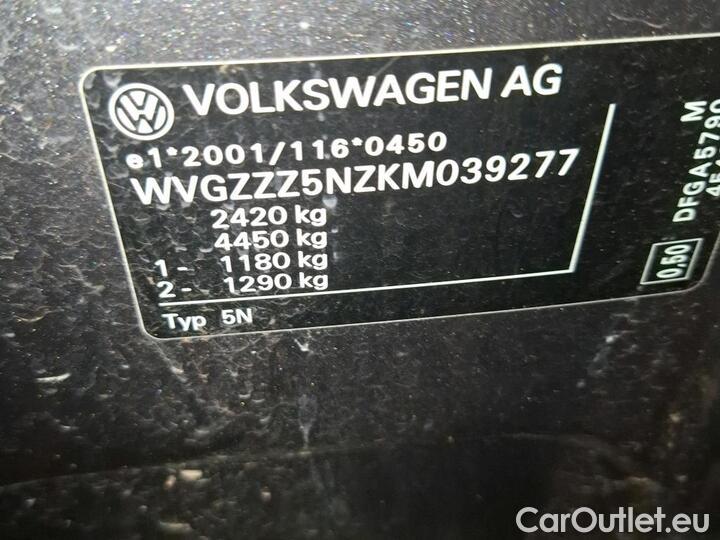 VOLKSWAGEN AG
e1*2001/116*0450
WVGZZZ5NZKM039277
2420 kg
4450 kg
1 - 1180 kg
2 - 1290 kg
Typ 5N
M
DFGA5790
0,50
CarOutlet.eu